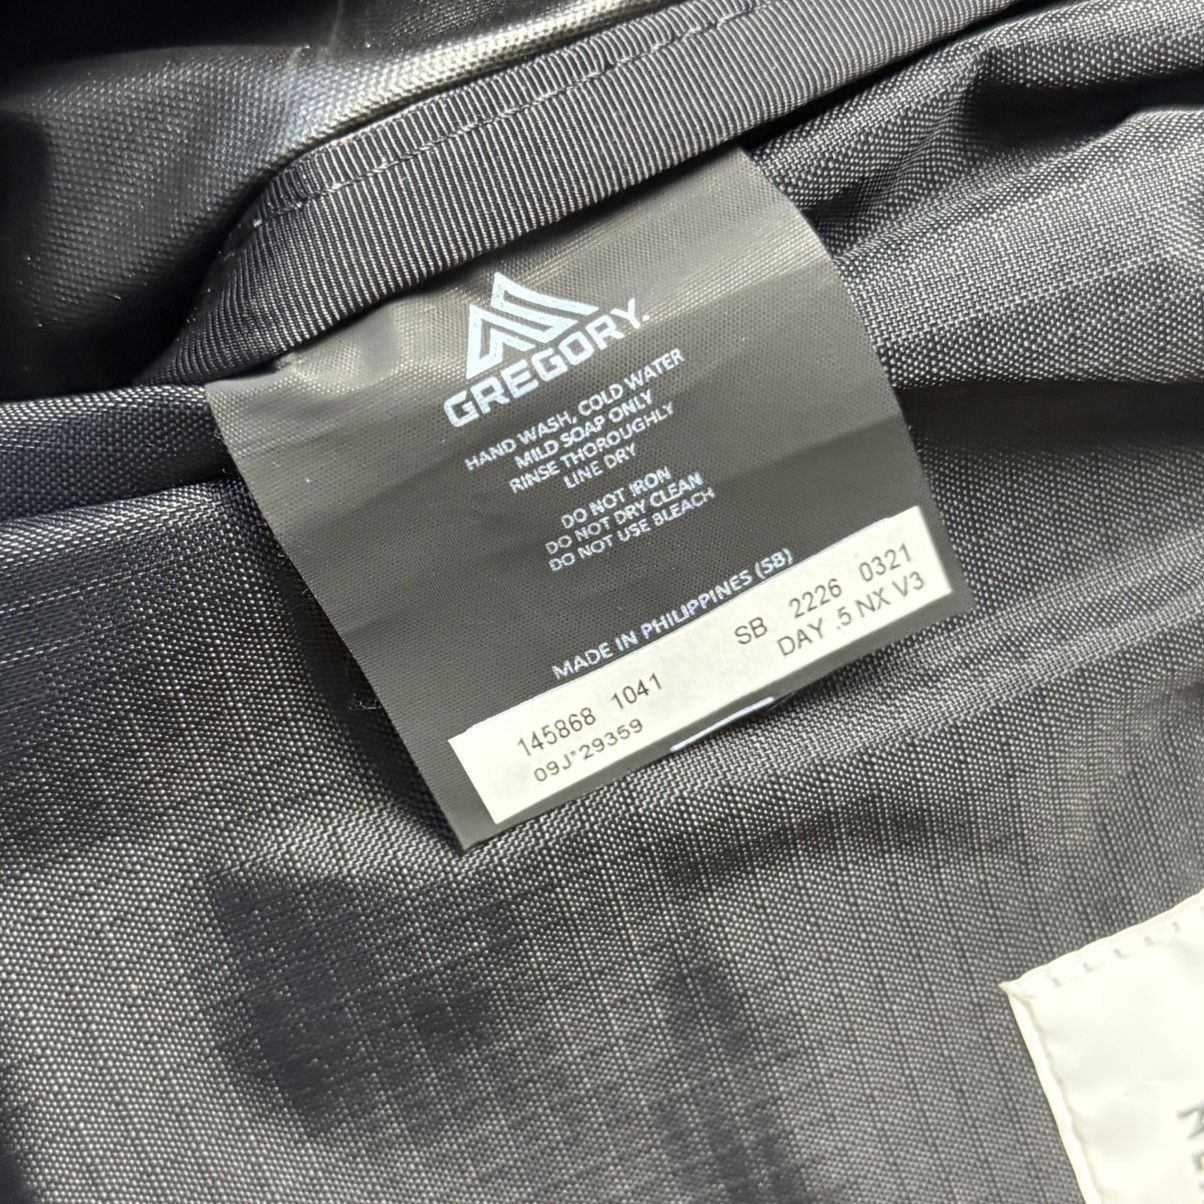 GREGORY.
HAND WASH, COLD WATER
MILD SOAP ONLY
RINSE THOROUGHLY
LINE DRY
DO NOT IRON
DO NOT DRY CLEAN
DO NOT USE BLEACH
MADE IN PHILIPPINES (SB)
145868 1041 SB 2226 0321
09J*29359 DAY .5 NX V3